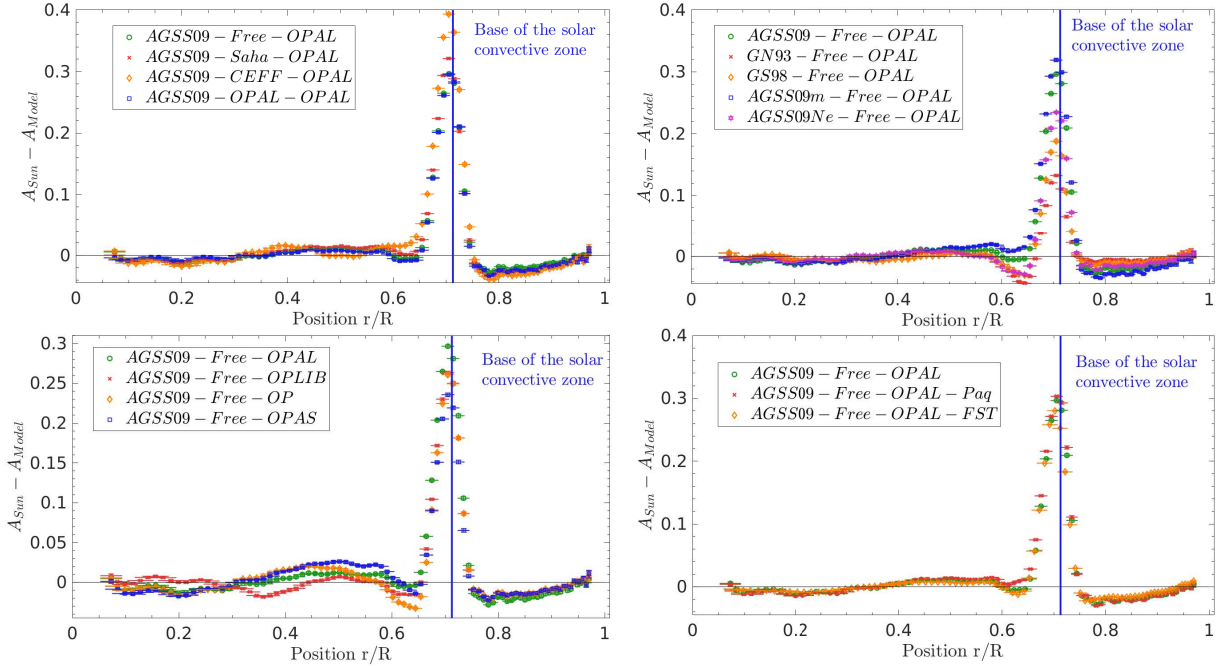 0.4
0.3
0.2
0.1
0
A_Sun − A_Model
AGSS09−Free−OPAL
AGSS09−Saha−OPAL
AGSS09−CEFF−OPAL
AGSS09−OPAL−OPAL
Base of the solar
convective zone
0 0.2 0.4 0.6 0.8 1
Position r/R
0.4
0.3
0.2
0.1
0
A_Sun − A_Model
AGSS09−Free−OPAL
GN93−Free−OPAL
GS98−Free−OPAL
AGSS09m−Free−OPAL
AGSS09Ne−Free−OPAL
Base of the solar
convective zone
0 0.2 0.4 0.6 0.8 1
Position r/R
0.3
0.25
0.2
0.15
0.1
0.05
0
A_Sun − A_Model
AGSS09−Free−OPAL
AGSS09−Free−OPLIB
AGSS09−Free−OP
AGSS09−Free−OPAS
Base of the solar
convective zone
0 0.2 0.4 0.6 0.8 1
Position r/R
0.4
0.3
0.2
0.1
0
A_Sun − A_Model
AGSS09−Free−OPAL
AGSS09−Free−OPAL−Paq
AGSS09−Free−OPAL−FST
Base of the solar
convective zone
0 0.2 0.4 0.6 0.8 1
Position r/R